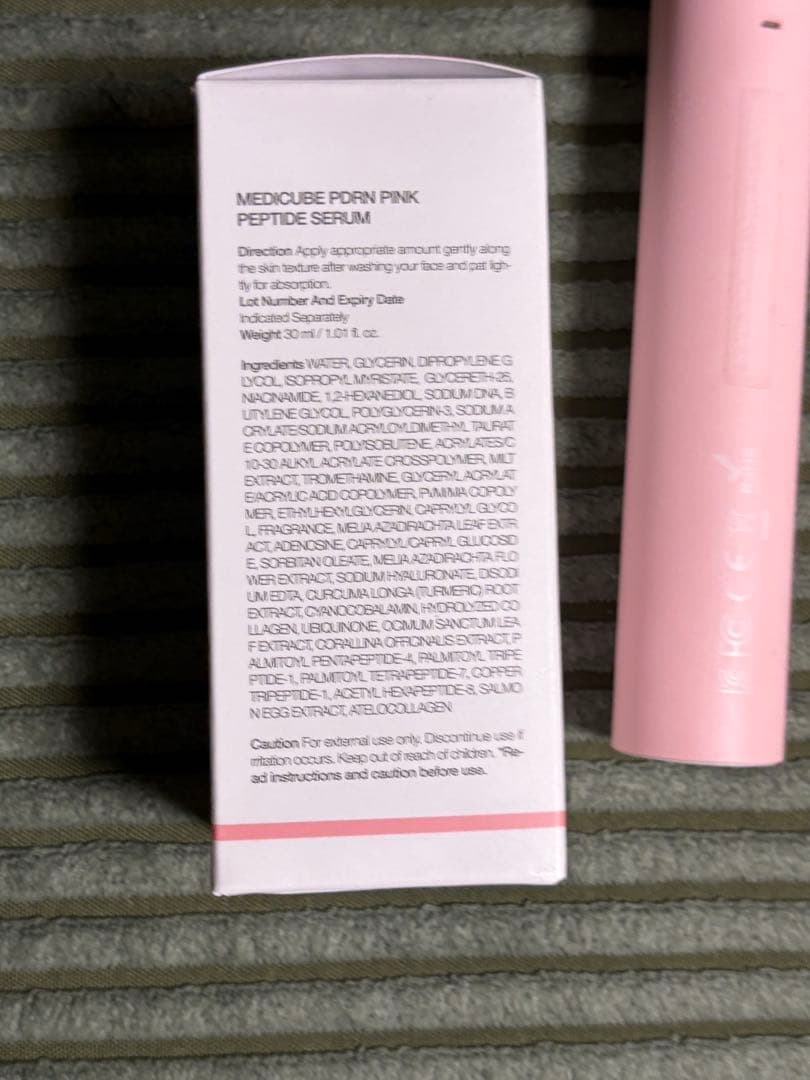 MEDICUBE PDRN PINK
PEPTIDE SERUM
Direction Apply appropriate amount gently along
the skin texture after washing your face and pat ligh-
tly for absorption.
Lot Number And Expiry Date
Indicated Separately
Weight 30 ml / 1.01 fl. oz.
Ingredients WATER, GLYCERIN, DIPROPYLENE G
LYCOL, ISOPROPYL MYRISTATE, GLYCERETH-26,
NIACINAMIDE, 1,2-HEXANEDIOL, SODIUM DNA, B
UTYLENE GLYCOL, POLYGLYCERIN-3, SODIUM A
CRYLATE/SODIUM ACRYLOYLDIMETHYL TAURAT
E COPOLYMER, POLYISOBUTENE, ACRYLATES/C
10-30 ALKYL ACRYLATE CROSSPOLYMER, MILT
EXTRACT, TROMETHAMINE, GLYCERYL ACRYLAT
E/ACRYLIC ACID COPOLYMER, PVM/MA COPOLY
MER, ETHYLHEXYLGLYCERIN, CAPRYLYL GLYCO
L, FRAGRANCE, MELIA AZADIRACHTA LEAF EXTR
ACT, ADENOSINE, CAPRYLYL/CAPRYL GLUCOSID
E, SORBITAN OLEATE, MELIA AZADIRACHTA FLO
WER EXTRACT, SODIUM HYALURONATE, DISODI
UM EDTA, CURCUMA LONGA (TURMERIC) ROOT
EXTRACT, CYANOCOBALAMIN, HYDROLYZED CO
LLAGEN, UBIQUINONE, OCIMUM SANCTUM LEA
F EXTRACT, CORALLINA OFFICINALIS EXTRACT, P
ALMITOYL PENTAPEPTIDE-4, PALMITOYL TRIPE
PTIDE-1, PALMITOYL TETRAPEPTIDE-7, COPPER
TRIPEPTIDE-1, ACETYL HEXAPEPTIDE-8, SALMO
N EGG EXTRACT, ATELOCOLLAGEN
Caution For external use only. Discontinue use if
irritation occurs. Keep out of reach of children. *Re-
ad instructions and caution before use.